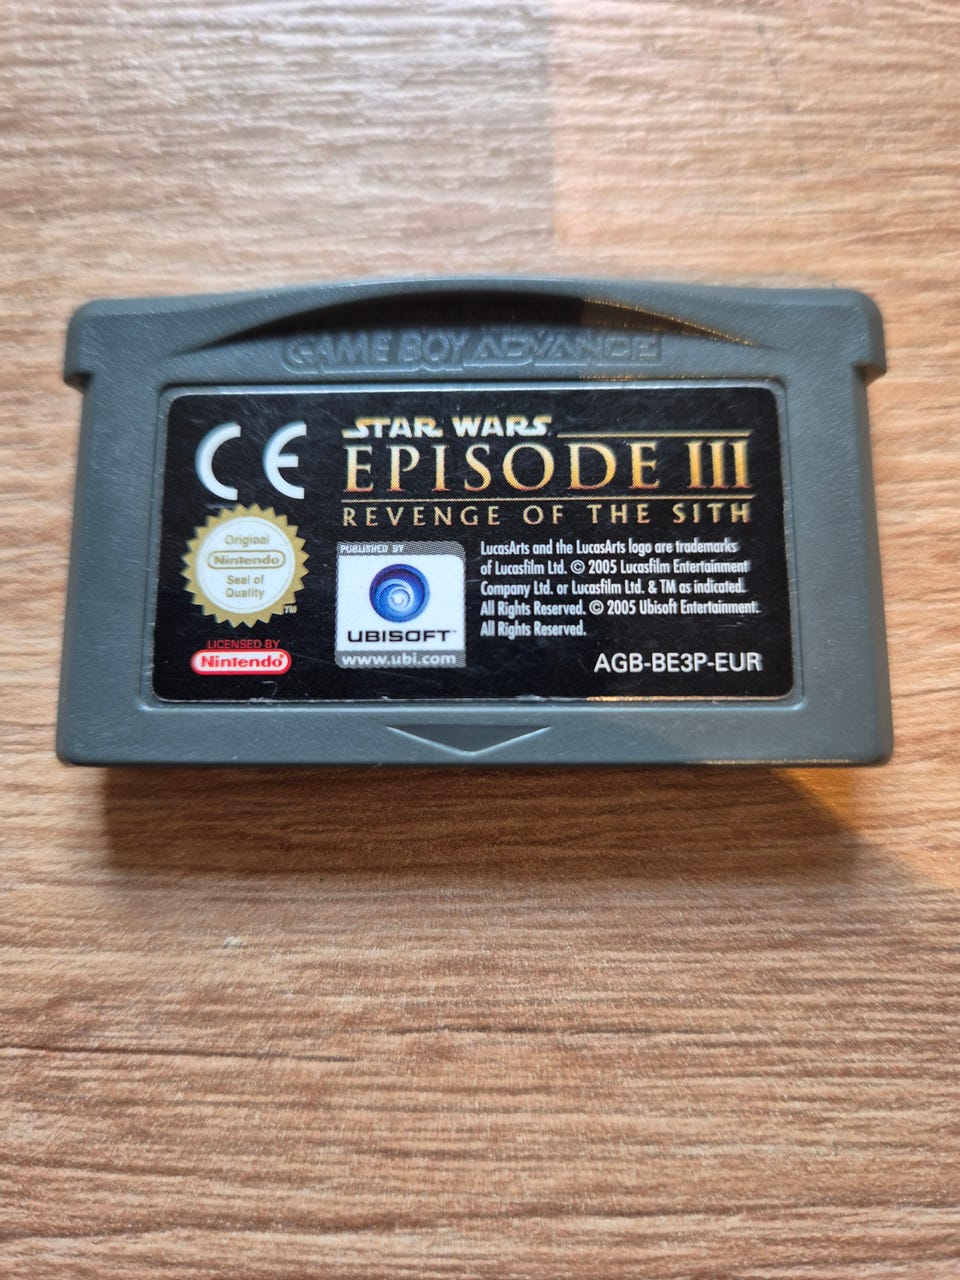 GAME BOY ADVANCE
CE
STAR WARS
EPISODE III
REVENGE OF THE SITH
Original
Nintendo
Seal of
Quality
TM
LICENSED BY
Nintendo®
PUBLISHED BY
UBISOFT™
www.ubi.com
LucasArts and the LucasArts logo are trademarks
of Lucasfilm Ltd. © 2005 Lucasfilm Entertainment
Company Ltd. or Lucasfilm Ltd. & TM as indicated.
All Rights Reserved. © 2005 Ubisoft Entertainment.
All Rights Reserved.
AGB-BE3P-EUR